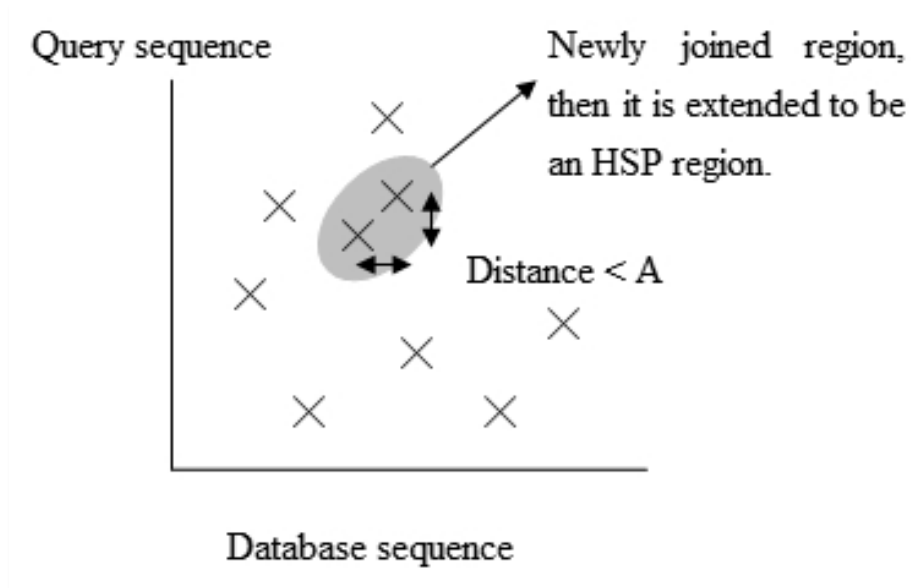 Query sequence
Newly joined region,
then it is extended to be
an HSP region.
Distance < A
Database sequence